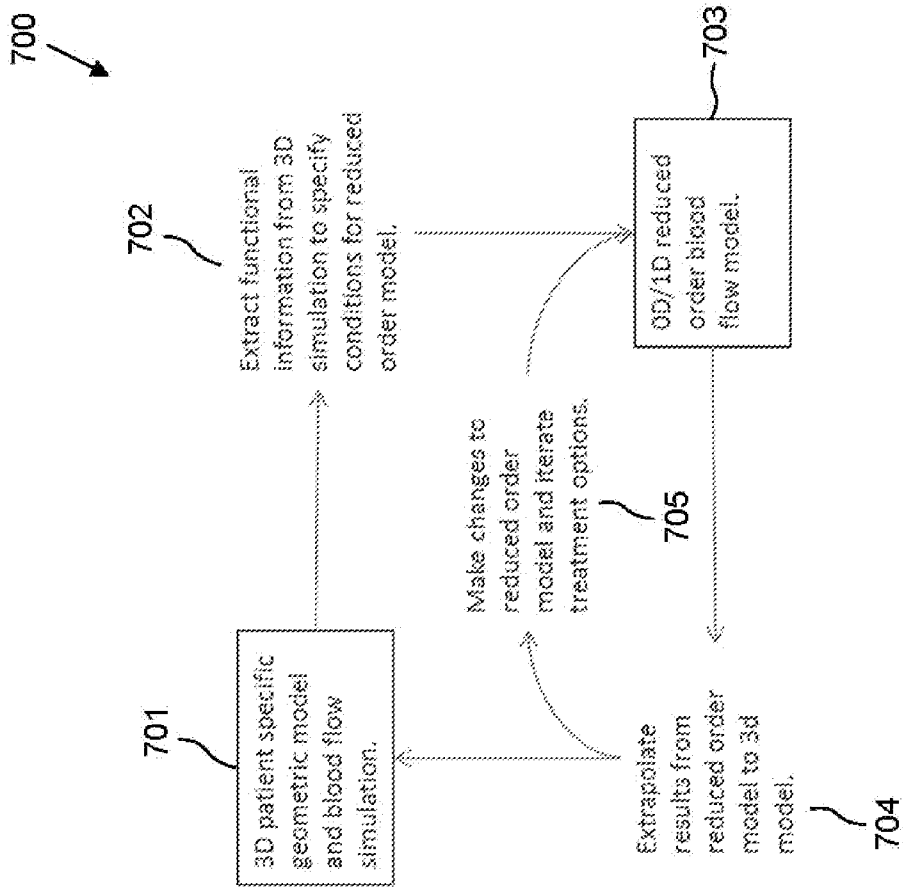 700
701
3D patient specific
geometric model
and blood flow
simulation.
702
Extract functional
information from 3D
simulation to specify
conditions for reduced
order model.
703
0D/1D reduced
order blood
flow model.
704
Extrapolate
results from
reduced order
model to 3d
model.
705
Make changes to
reduced order
model and iterate
treatment options.